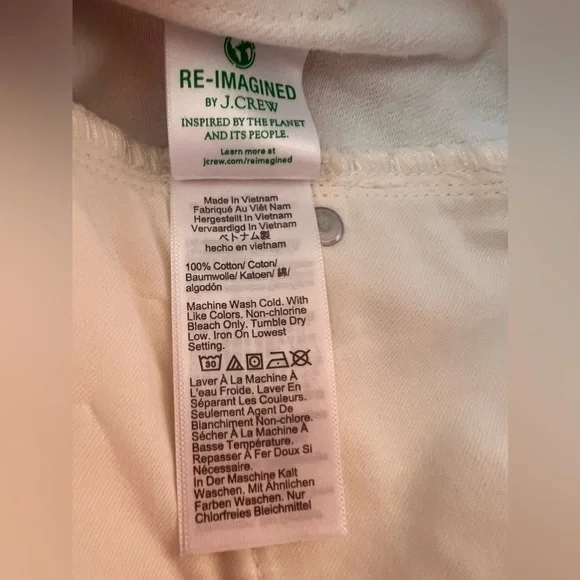 RE-IMAGINED
BY J.CREW
INSPIRED BY THE PLANET
AND ITS PEOPLE.
Learn more at
jcrew.com/reimagined
Made In Vietnam
Fabriqué Au Viêt Nam
Hergestellt In Vietnam
Vervaardigd In Vietnam
ベトナム製
hecho en vietnam
100% Cotton/ Coton/
Baumwolle/ Katoen/ 綿/
algodón
Machine Wash Cold. With
Like Colors. Non-chlorine
Bleach Only. Tumble Dry
Low. Iron On Lowest
Setting.
30
Laver À La Machine À
L'eau Froide. Laver En
Séparant Les Couleurs.
Seulement Agent De
Blanchiment Non-chlore.
Sécher À La Machine À
Basse Température.
Repasser À Fer Doux Si
Nécessaire.
In Der Maschine Kalt
Waschen. Mit Ähnlichen
Farben Waschen. Nur
Chlorfreies Bleichmittel